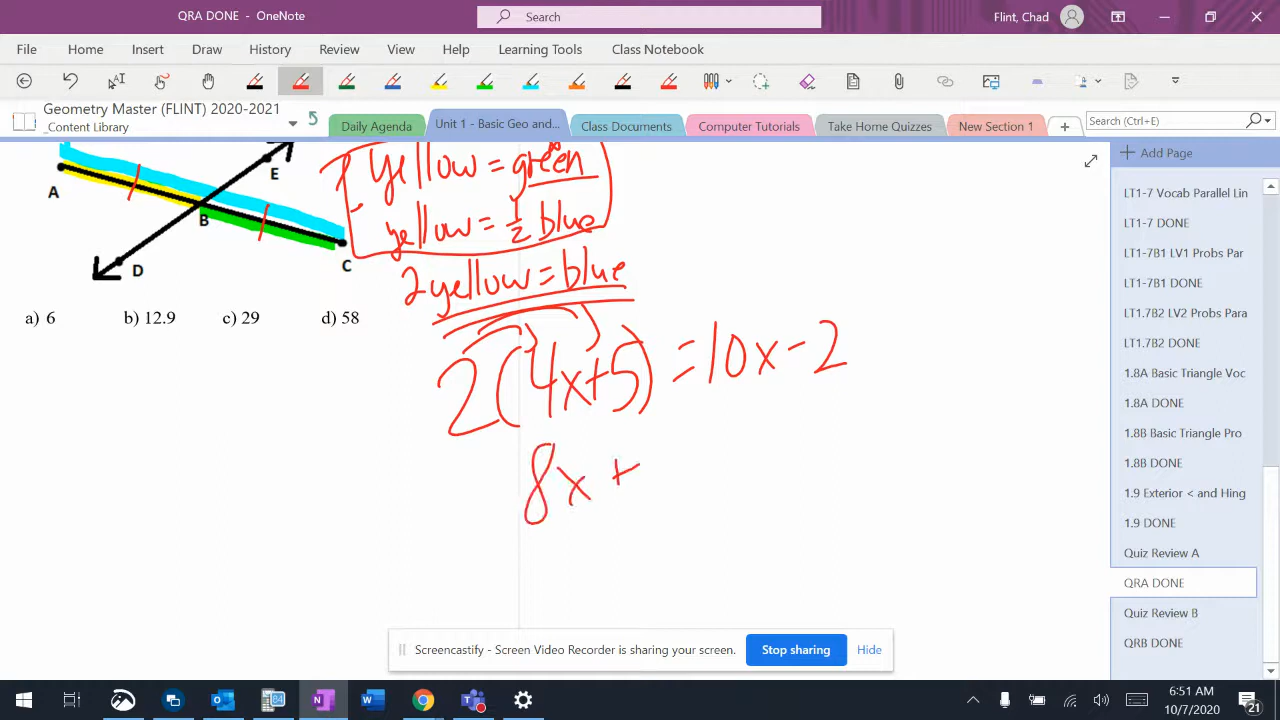 QRA DONE - OneNote
Search
Flint, Chad
File Home Insert Draw History Review View Help Learning Tools Class Notebook
Geometry Master (FLINT) 2020-2021
_Content Library
Daily Agenda
Unit 1 - Basic Geo and...
Class Documents
Computer Tutorials
Take Home Quizzes
New Section 1
Search (Ctrl+E)
Add Page
LT1-7 Vocab Parallel Lin
LT1-7 DONE
LT1-7B1 LV1 Probs Par
LT1-7B1 DONE
LT1.7B2 LV2 Probs Para
LT1.7B2 DONE
1.8A Basic Triangle Voc
1.8A DONE
1.8B Basic Triangle Pro
1.8B DONE
1.9 Exterior < and Hing
1.9 DONE
Quiz Review A
QRA DONE
Quiz Review B
QRB DONE
A
E
B
D
C
yellow = green
yellow = 1/2 blue
2yellow = blue
a) 6 b) 12.9 c) 29 d) 58
2(4x+5) = 10x - 2
8x +
Screencastify - Screen Video Recorder is sharing your screen.
Stop sharing
Hide
84
6:51 AM
10/7/2020
21